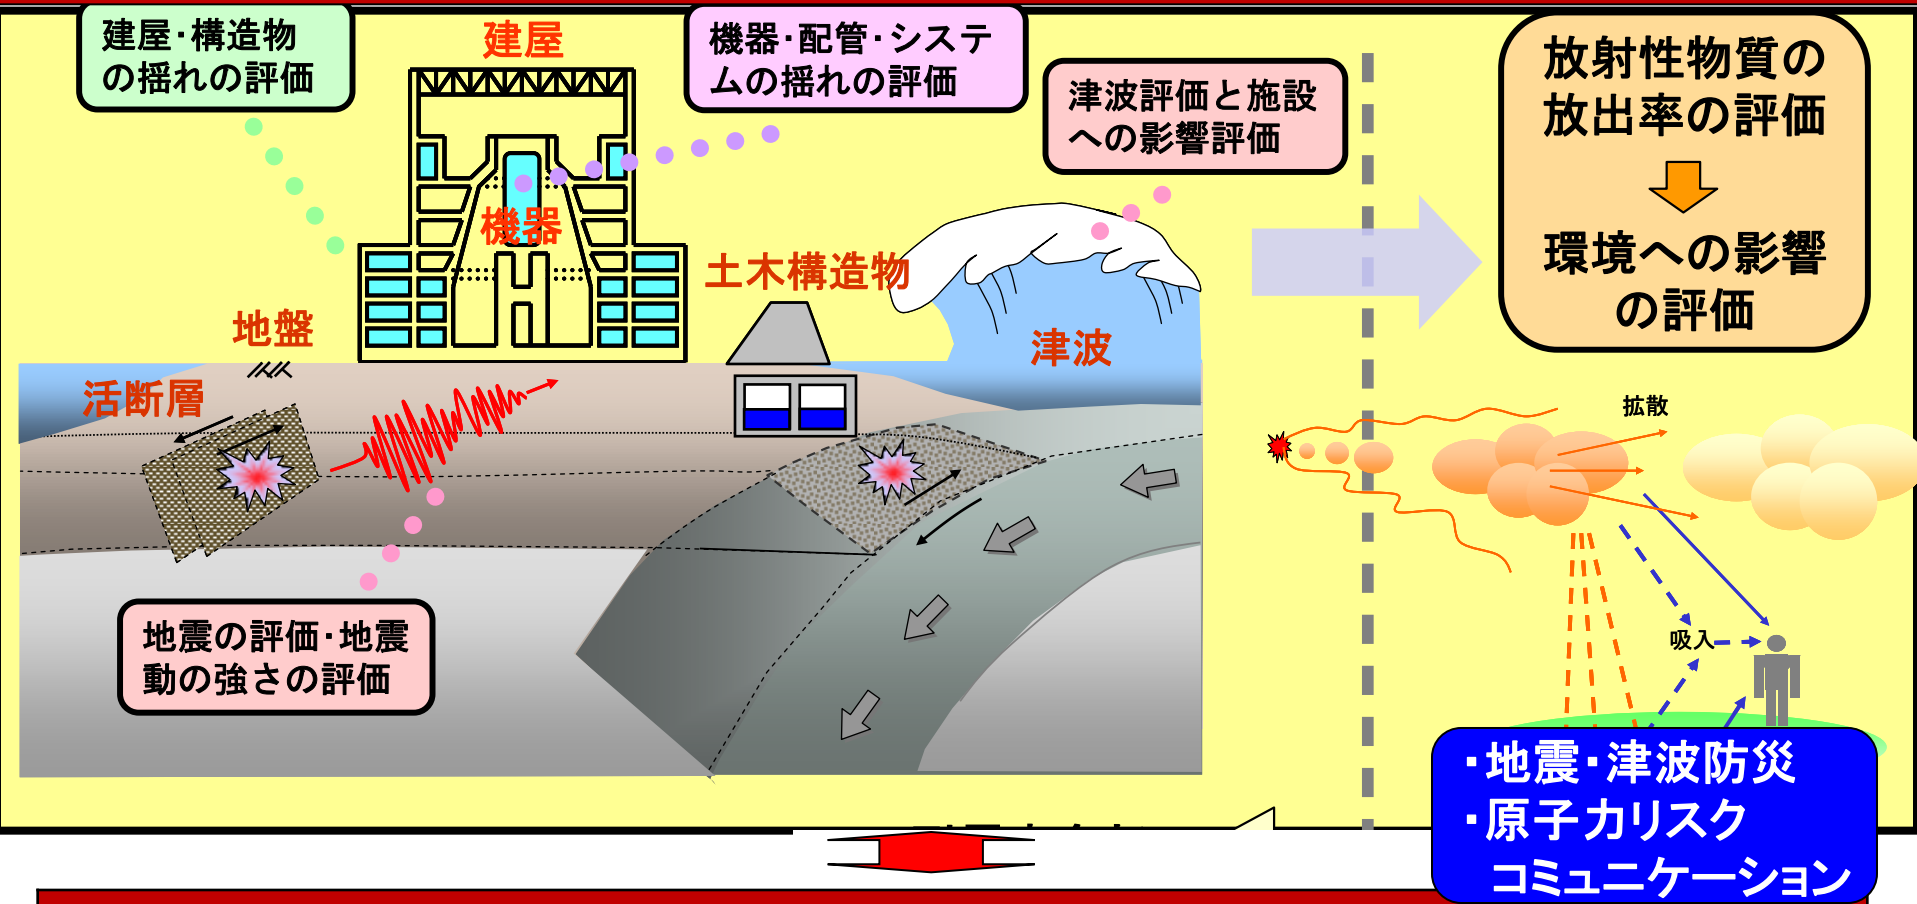 建屋・構造物
の揺れの評価
建屋
機器・配管・システ
ムの揺れの評価
津波評価と施設
への影響評価
放射性物質の
放出率の評価
環境への影響
の評価
機器
土木構造物
地盤
津波
活断層
地震の評価・地震
動の強さの評価
拡散
吸入
・地震・津波防災
・原子力リスク
コミュニケーション